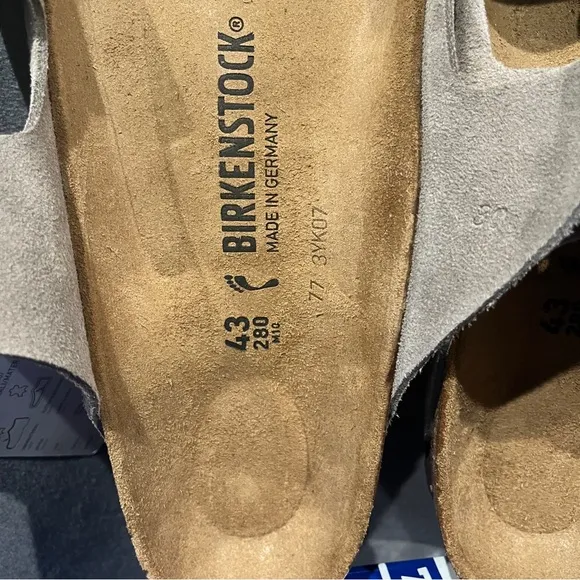 BIRKENSTOCK®
MADE IN GERMANY
43
280
M10
77 3YK07
43